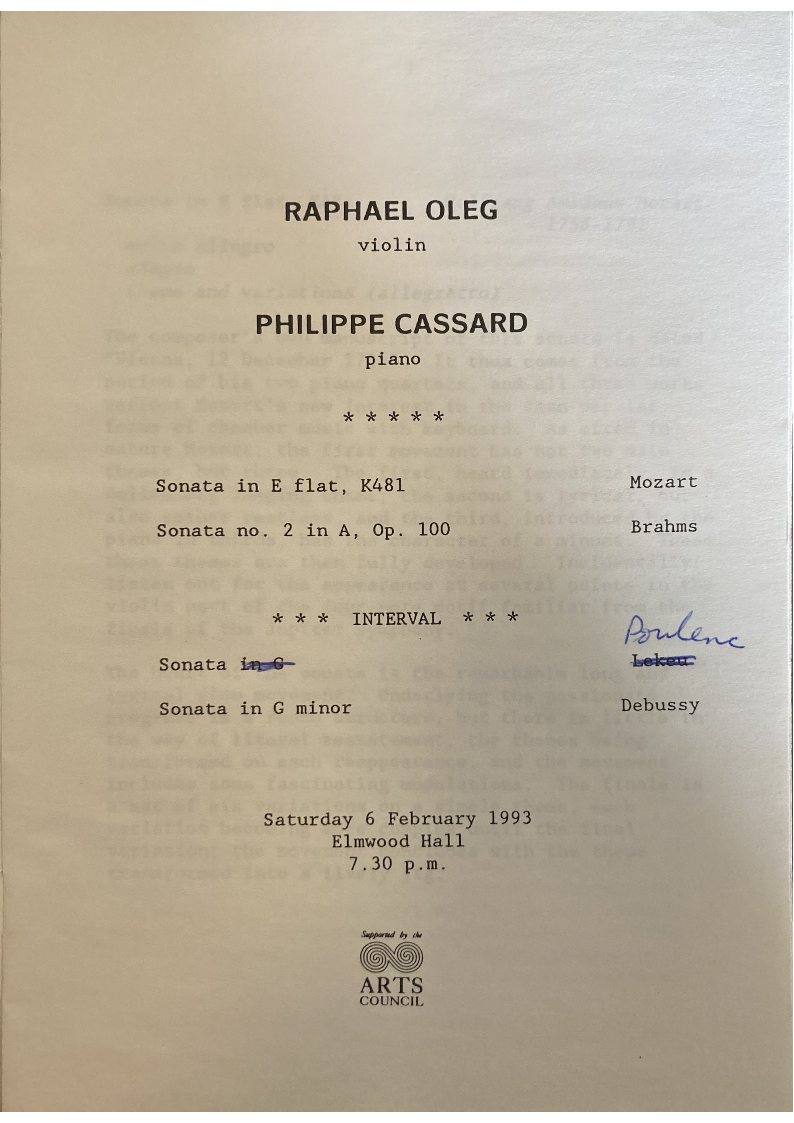 RAPHAEL OLEG
violin
PHILIPPE CASSARD
piano
* * * * *
Sonata in E flat, K481 Mozart
Sonata no. 2 in A, Op. 100 Brahms
* * * INTERVAL * * *
Poulenc
Sonata in G Lekeu
Sonata in G minor Debussy
Saturday 6 February 1993
Elmwood Hall
7.30 p.m.
Supported by the
ARTS
COUNCIL